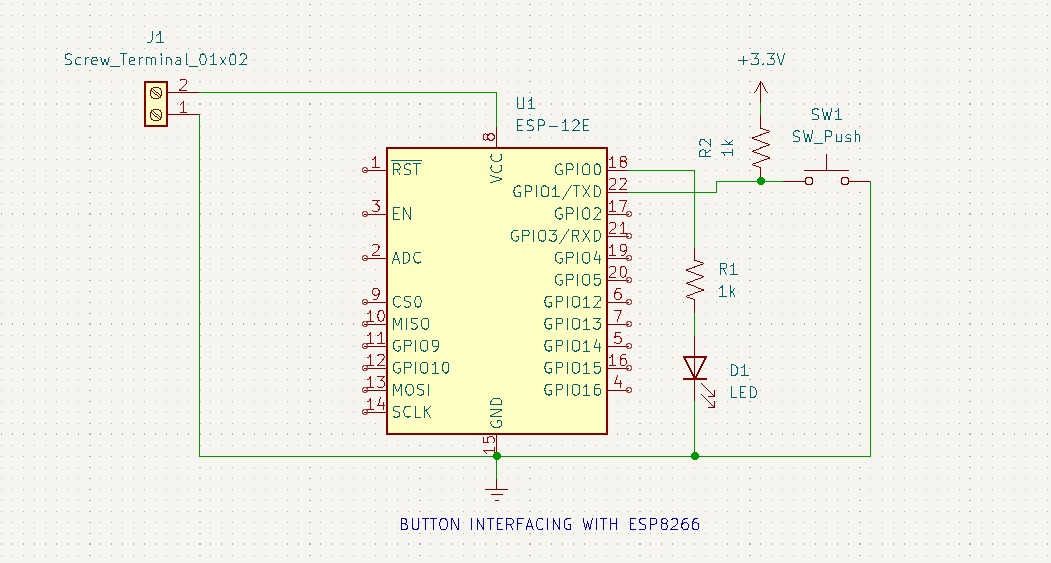 J1
Screw_Terminal_01x02
2
1
+3.3V
U1
ESP-12E
R2
1k
SW1
SW_Push
8
VCC
1 RST
3 EN
2 ADC
9 CS0
10 MISO
11 GPIO9
12 GPIO10
13 MOSI
14 SCLK
GPIO0 18
GPIO1/TXD 22
GPIO2 17
GPIO3/RXD 21
GPIO4 19
GPIO5 20
GPIO12 6
GPIO13 7
GPIO14 5
GPIO15 16
GPIO16 4
GND
15
R1
1k
D1
LED
BUTTON INTERFACING WITH ESP8266